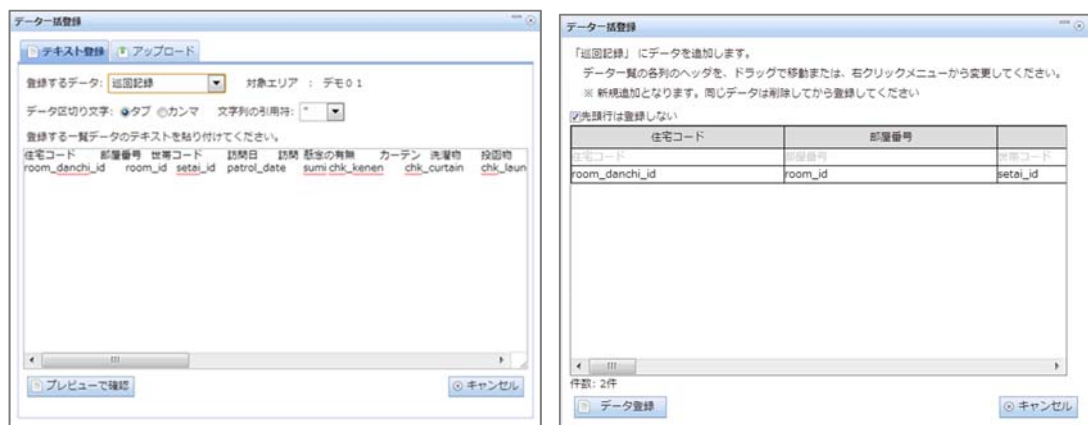 データ一括登録
テキスト登録 アップロード
登録するデータ: 巡回記録 対象エリア : デモ01
データ区切り文字: タブ カンマ 文字列の引用符: "
登録する一覧データのテキストを貼り付けてください。
住宅コード 部屋番号 世帯コード 訪問日 訪問 懸念の有無 カーテン 洗濯物 投函物
room_danchi_id room_id setai_id patrol_date sumi chk_kenen chk_curtain chk_laun
プレビューで確認 キャンセル
データ一括登録
「巡回記録」 にデータを追加します。
データ一覧の各列のヘッダを、ドラッグで移動または、右クリックメニューから変更してください。
※ 新規追加となります。同じデータは削除してから登録してください
先頭行は登録しない
住宅コード 部屋番号
住宅コード 部屋番号 世帯コード
room_danchi_id room_id setai_id
件数: 2件
データ登録 キャンセル